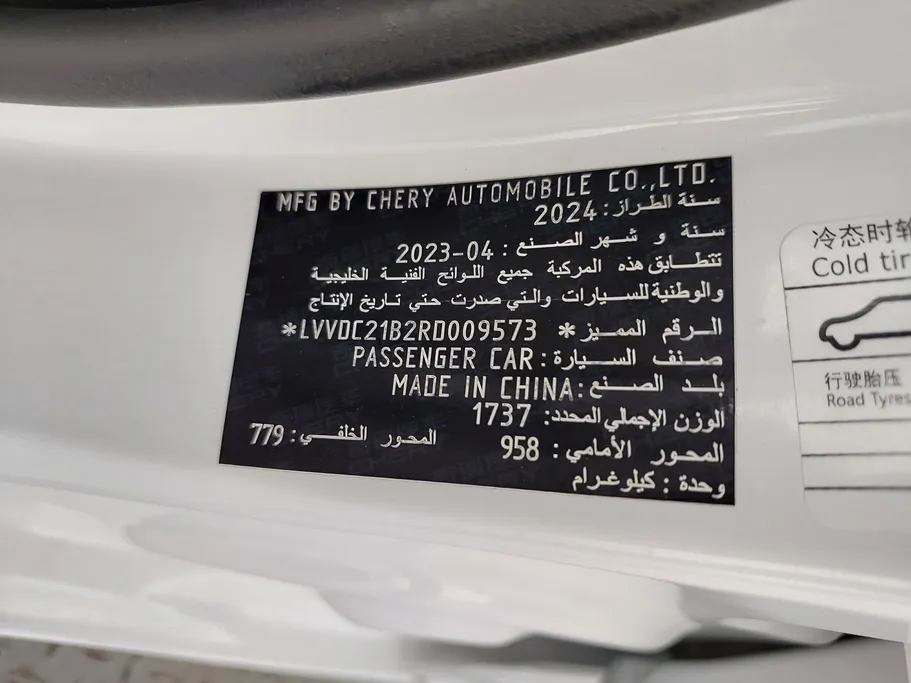 MFG BY CHERY AUTOMOBILE CO.,LTD.
سنة الطراز: 2024
سنة و شهر الصنع : 2023-04
تتطابق هذه المركبة جميع اللوائح الفنية الخليجية
والوطنية للسيارات والتي صدرت حتي تاريخ الإنتاج
الرقم المميز* LVVDC21B2RD009573*
صنف السيارة: PASSENGER CAR
بلد الصنع: MADE IN CHINA
الوزن الإجمالي المحدد: 1737
المحور الأمامي: 958 المحور الخلفي: 779
وحدة : كيلوغرام
冷态时轮
Cold tir
行驶胎压
Road Tyres